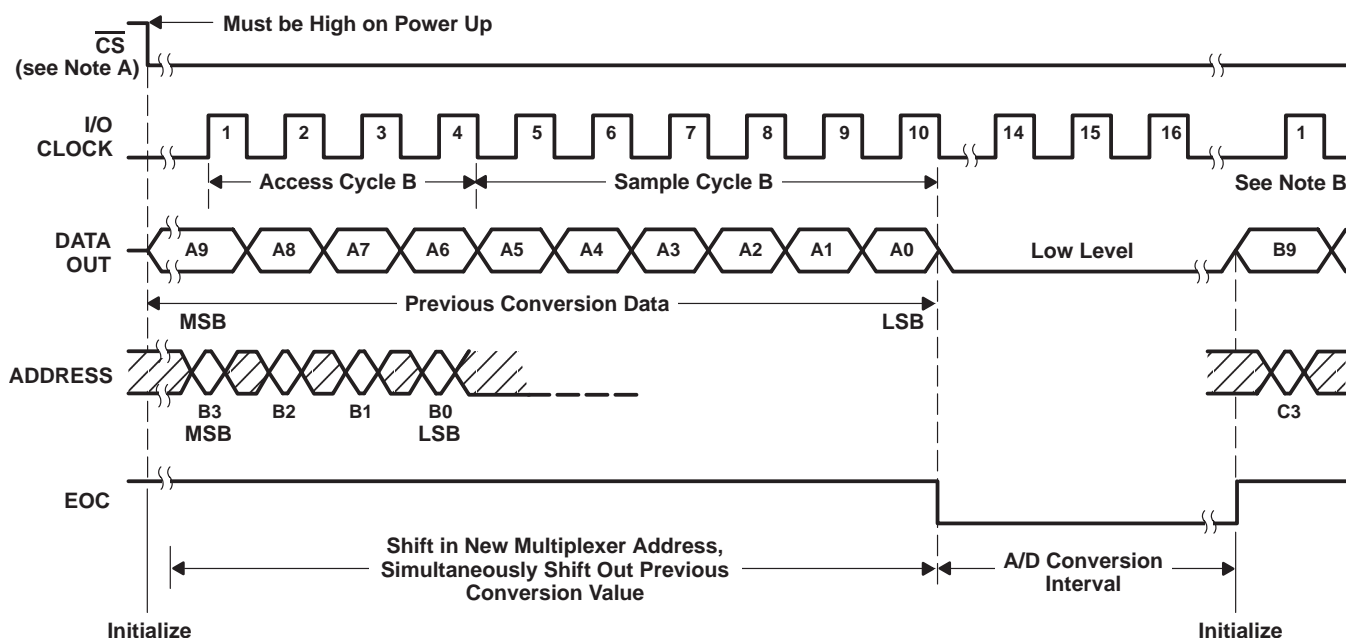 Must be High on Power Up
CS
(see Note A)
I/O
CLOCK
1 2 3 4 5 6 7 8 9 10 14 15 16 1
Access Cycle B
Sample Cycle B
See Note B
DATA
OUT
A9 A8 A7 A6 A5 A4 A3 A2 A1 A0
Low Level
B9
Previous Conversion Data
MSB
LSB
ADDRESS
B3 B2 B1 B0
MSB
LSB
C3
EOC
Shift in New Multiplexer Address,
Simultaneously Shift Out Previous
Conversion Value
A/D Conversion
Interval
Initialize
Initialize